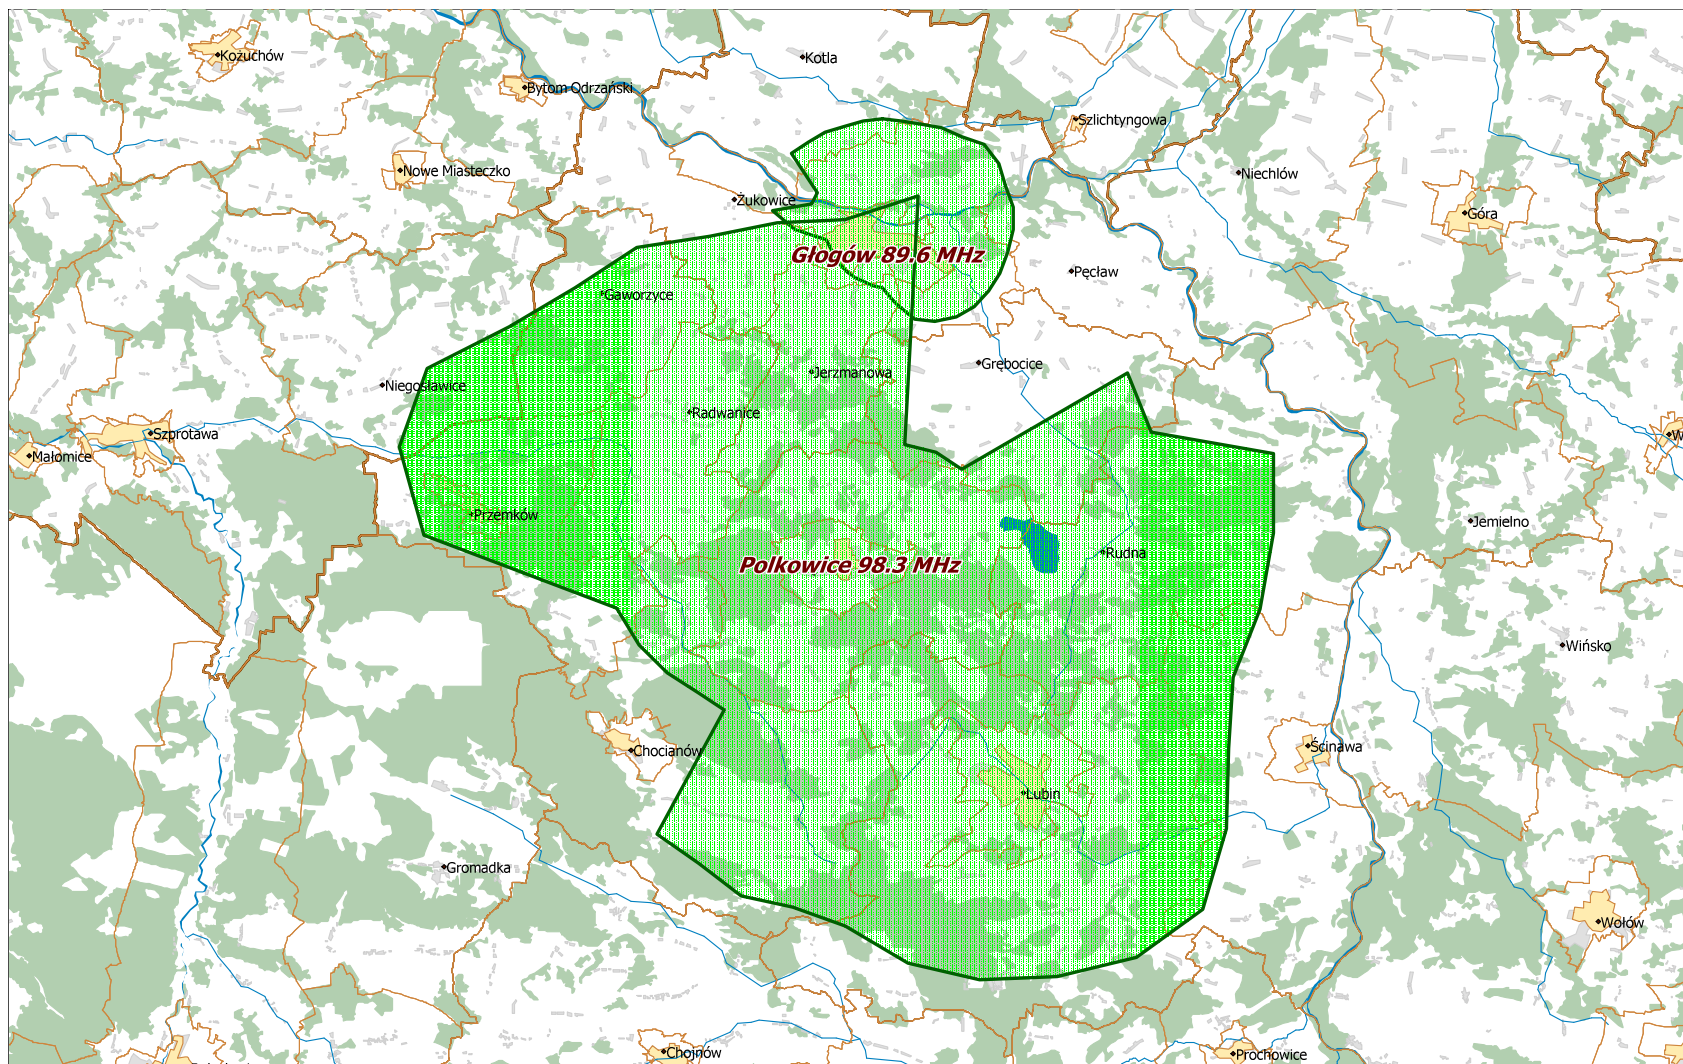 Kożuchów
Kotla
Bytom Odrzański
Szlichtyngowa
Nowe Miasteczko
Niechlów
Żukowice
Góra
Głogów 89.6 MHz
Pęcław
Gaworzyce
Grębocice
Jerzmanowa
Niegosławice
Radwanice
Szprotawa
W
Małomice
Przemków
Jemielno
Rudna
Polkowice 98.3 MHz
Wińsko
Ścinawa
Chocianów
Lubin
Gromadka
Wołów
Chojnów
Prochowice